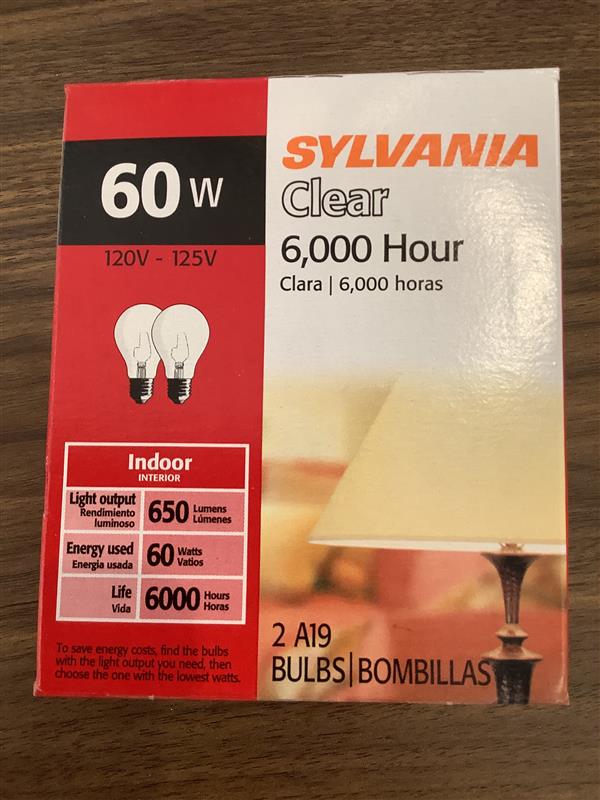 60 W
120V - 125V
Indoor
INTERIOR
Light output
Rendimiento
luminoso
650 Lumens
Lúmenes
Energy used
Energia usada
60 Watts
Vatios
Life
Vida
6000 Hours
Horas
To save energy costs, find the bulbs
with the light output you need, then
choose the one with the lowest watts.
SYLVANIA
Clear
6,000 Hour
Clara | 6,000 horas
2 A19
BULBS|BOMBILLAS